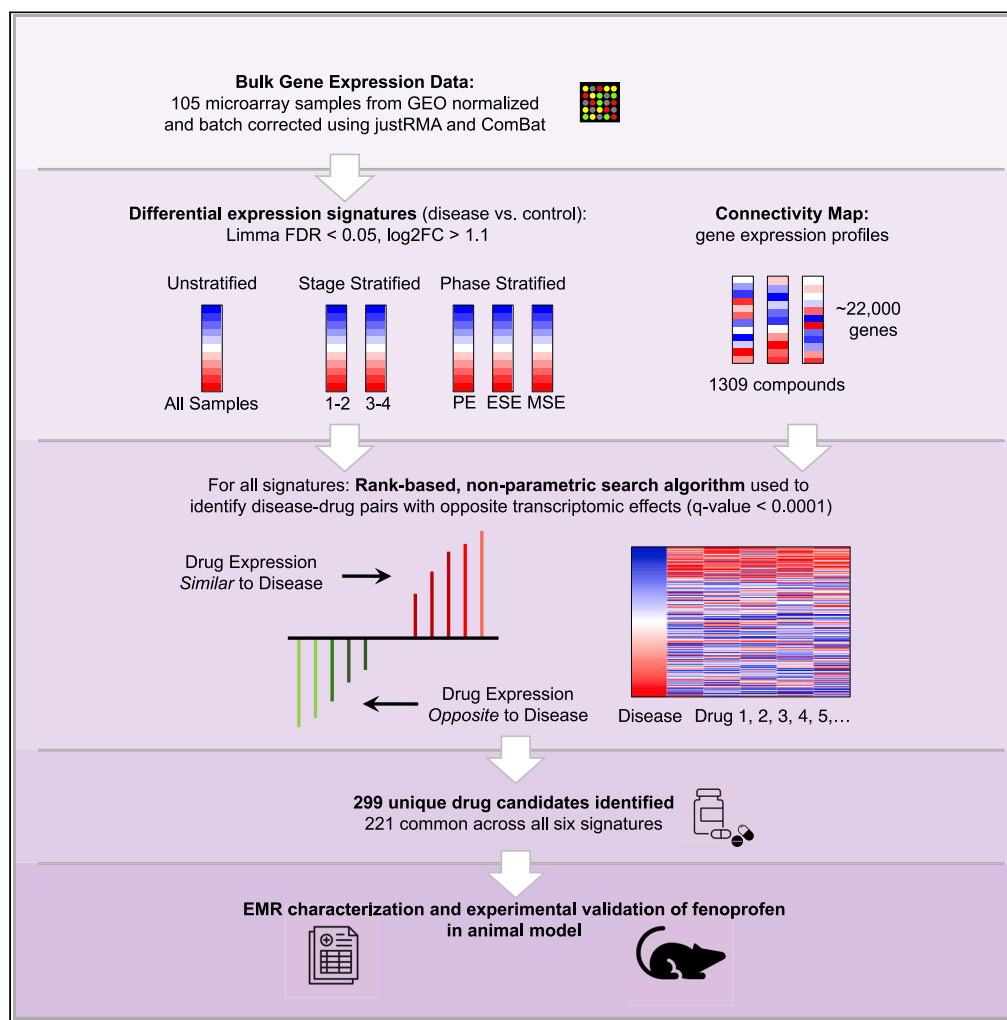 Bulk Gene Expression Data:
105 microarray samples from GEO normalized
and batch corrected using justRMA and ComBat
Differential expression signatures (disease vs. control):
Limma FDR < 0.05, log2FC > 1.1
Unstratified
Stage Stratified
Phase Stratified
All Samples
1-2
3-4
PE
ESE
MSE
Connectivity Map:
gene expression profiles
~22,000
genes
1309 compounds
For all signatures: Rank-based, non-parametric search algorithm used to
identify disease-drug pairs with opposite transcriptomic effects (q-value < 0.0001)
Drug Expression
Similar to Disease
Drug Expression
Opposite to Disease
Disease
Drug 1, 2, 3, 4, 5,...
299 unique drug candidates identified
221 common across all six signatures
EMR characterization and experimental validation of fenoprofen
in animal model